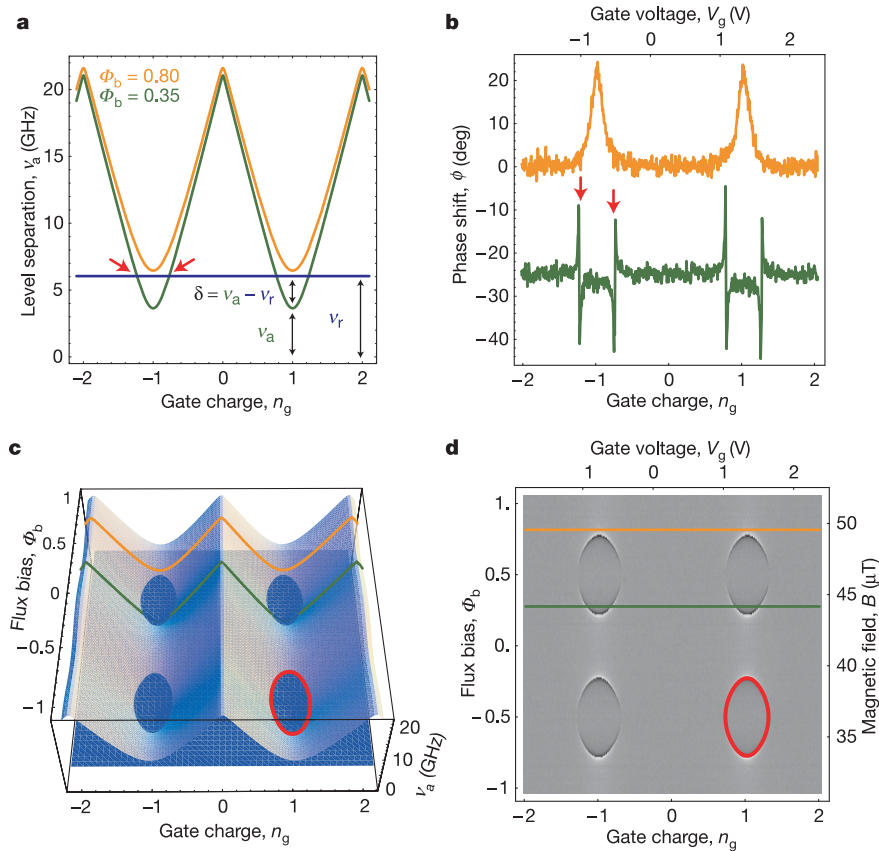 a
Level separation, νa (GHz)
20
15
10
5
0
Φb = 0.80
Φb = 0.35
δ = νa − νr
νa
νr
−2 −1 0 1 2
Gate charge, ng
b
Gate voltage, Vg (V)
−1 0 1
Phase shift, ϕ (deg)
20
10
0
−10
−20
−30
−40
−2 −1 0 1 2
Gate charge, ng
c
Flux bias, Φb
1
0.5
0
−0.5
−1
20
10
0
νa (GHz)
−2 −1 0 1 2
Gate charge, ng
d
Gate voltage, Vg (V)
−1 0 1 2
Flux bias, Φb
1.
0.5
0.
−0.5
−1
50
45
40
35
Magnetic field, B (μT)
−2 −1 0 1 2
Gate charge, ng